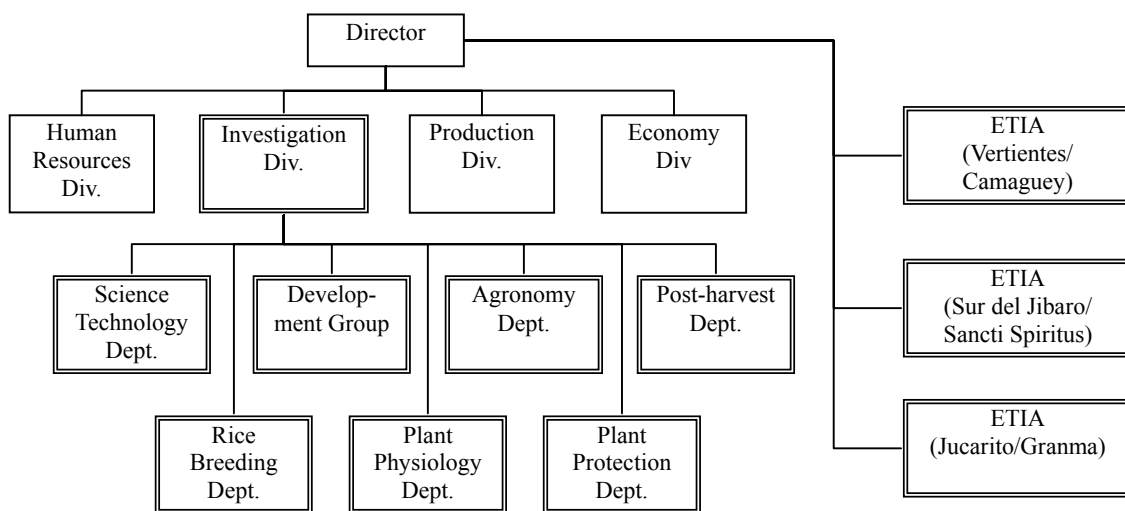 Director
Human
Resources
Div.
Investigation
Div.
Production
Div.
Economy
Div
ETIA
(Vertientes/
Camaguey)
Science
Technology
Dept.
Develop-
ment Group
Agronomy
Dept.
Post-harvest
Dept.
ETIA
(Sur del Jibaro/
Sancti Spiritus)
Rice
Breeding
Dept.
Plant
Physiology
Dept.
Plant
Protection
Dept.
ETIA
(Jucarito/Granma)